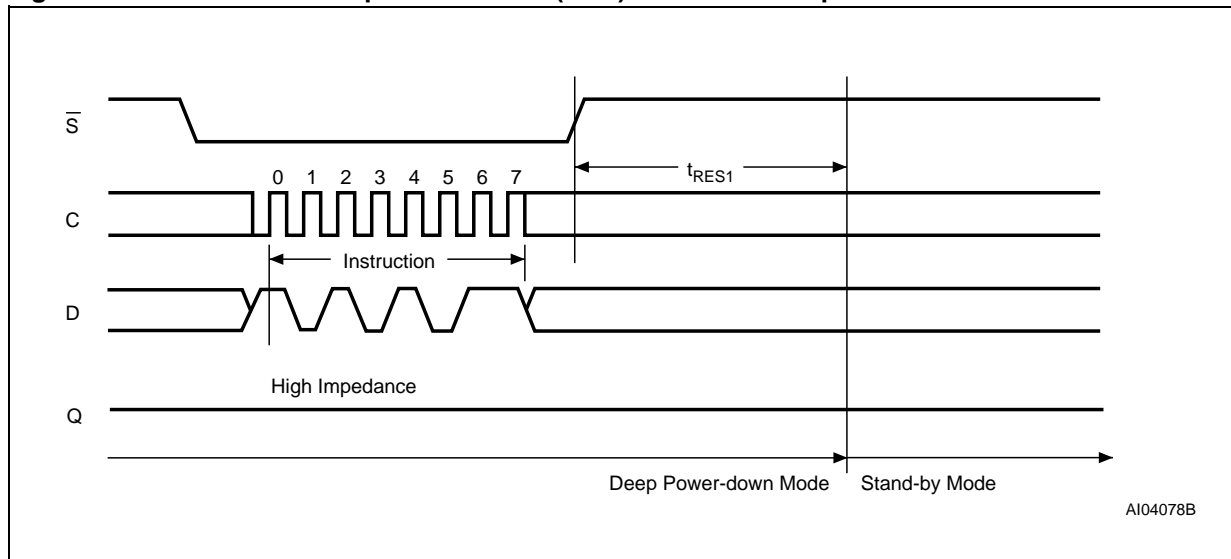 S̅
0 1 2 3 4 5 6 7
tRES1
C
Instruction
D
High Impedance
Q
Deep Power-down Mode Stand-by Mode
AI04078B